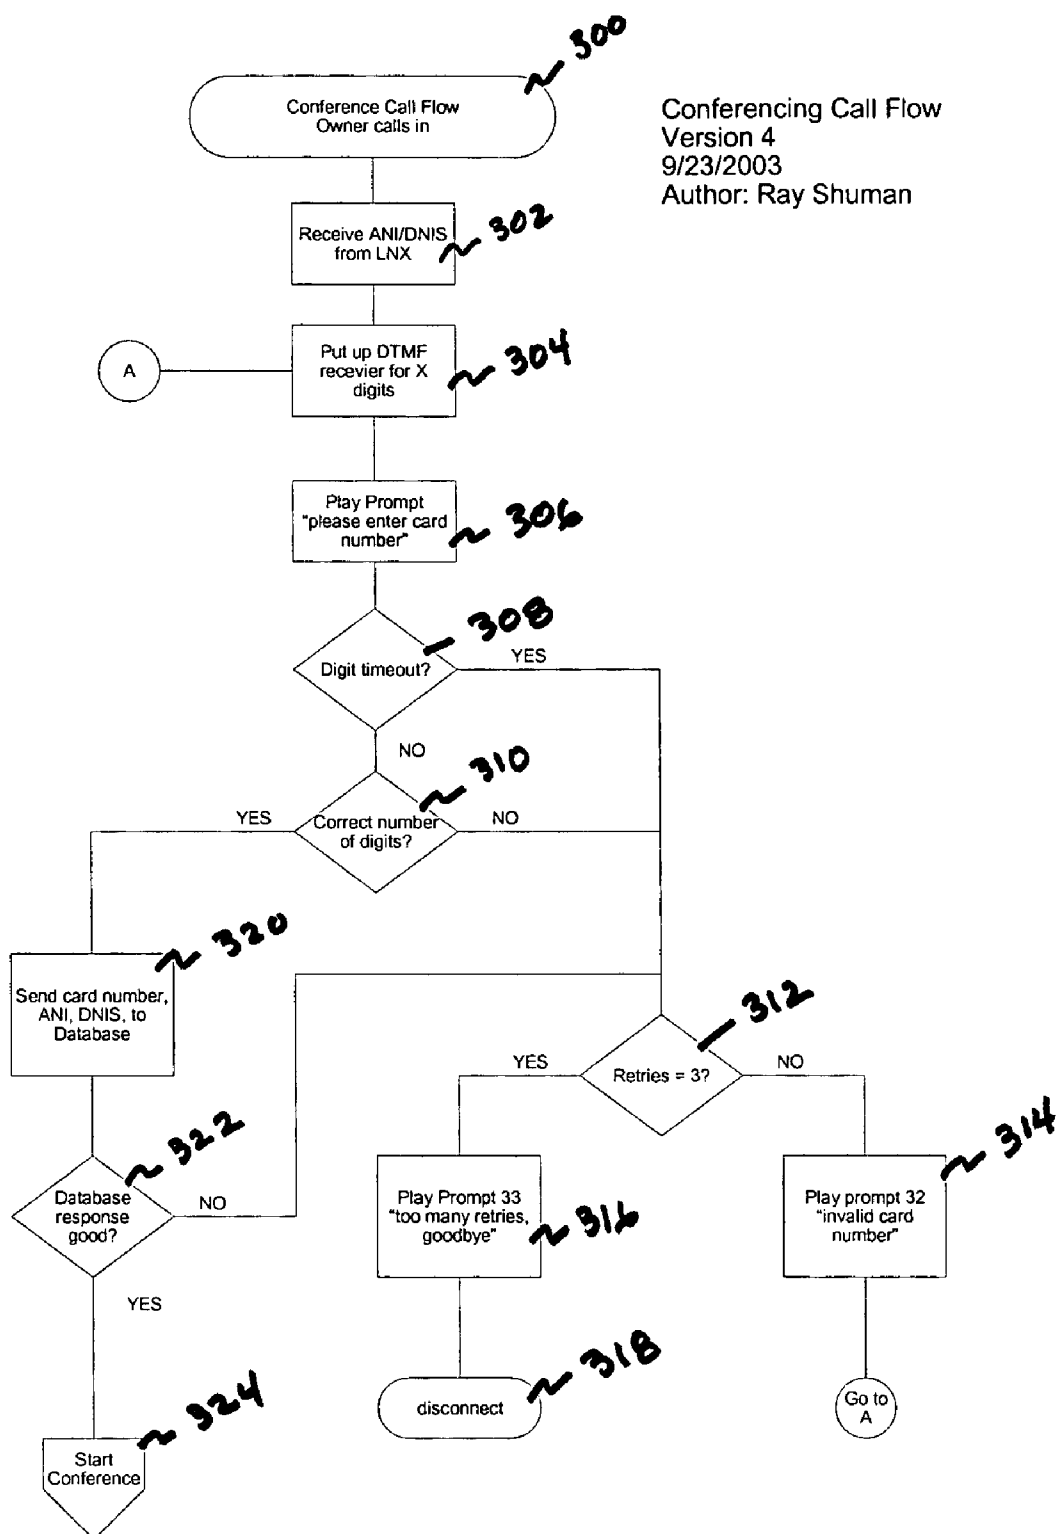 300
Conference Call Flow
Owner calls in
Conferencing Call Flow
Version 4
9/23/2003
Author: Ray Shuman
Receive ANI/DNIS
from LNX
302
A
Put up DTMF
recevier for X
digits
304
Play Prompt
"please enter card
number"
306
308
Digit timeout?
YES
NO
310
YES
Correct number
of digits?
NO
320
Send card number,
ANI, DNIS, to
Database
312
YES
Retries = 3?
NO
322
Database
response
good?
NO
YES
Play Prompt 33
"too many retries,
goodbye"
316
314
Play prompt 32
"invalid card
number"
318
disconnect
Go to
A
324
Start
Conference